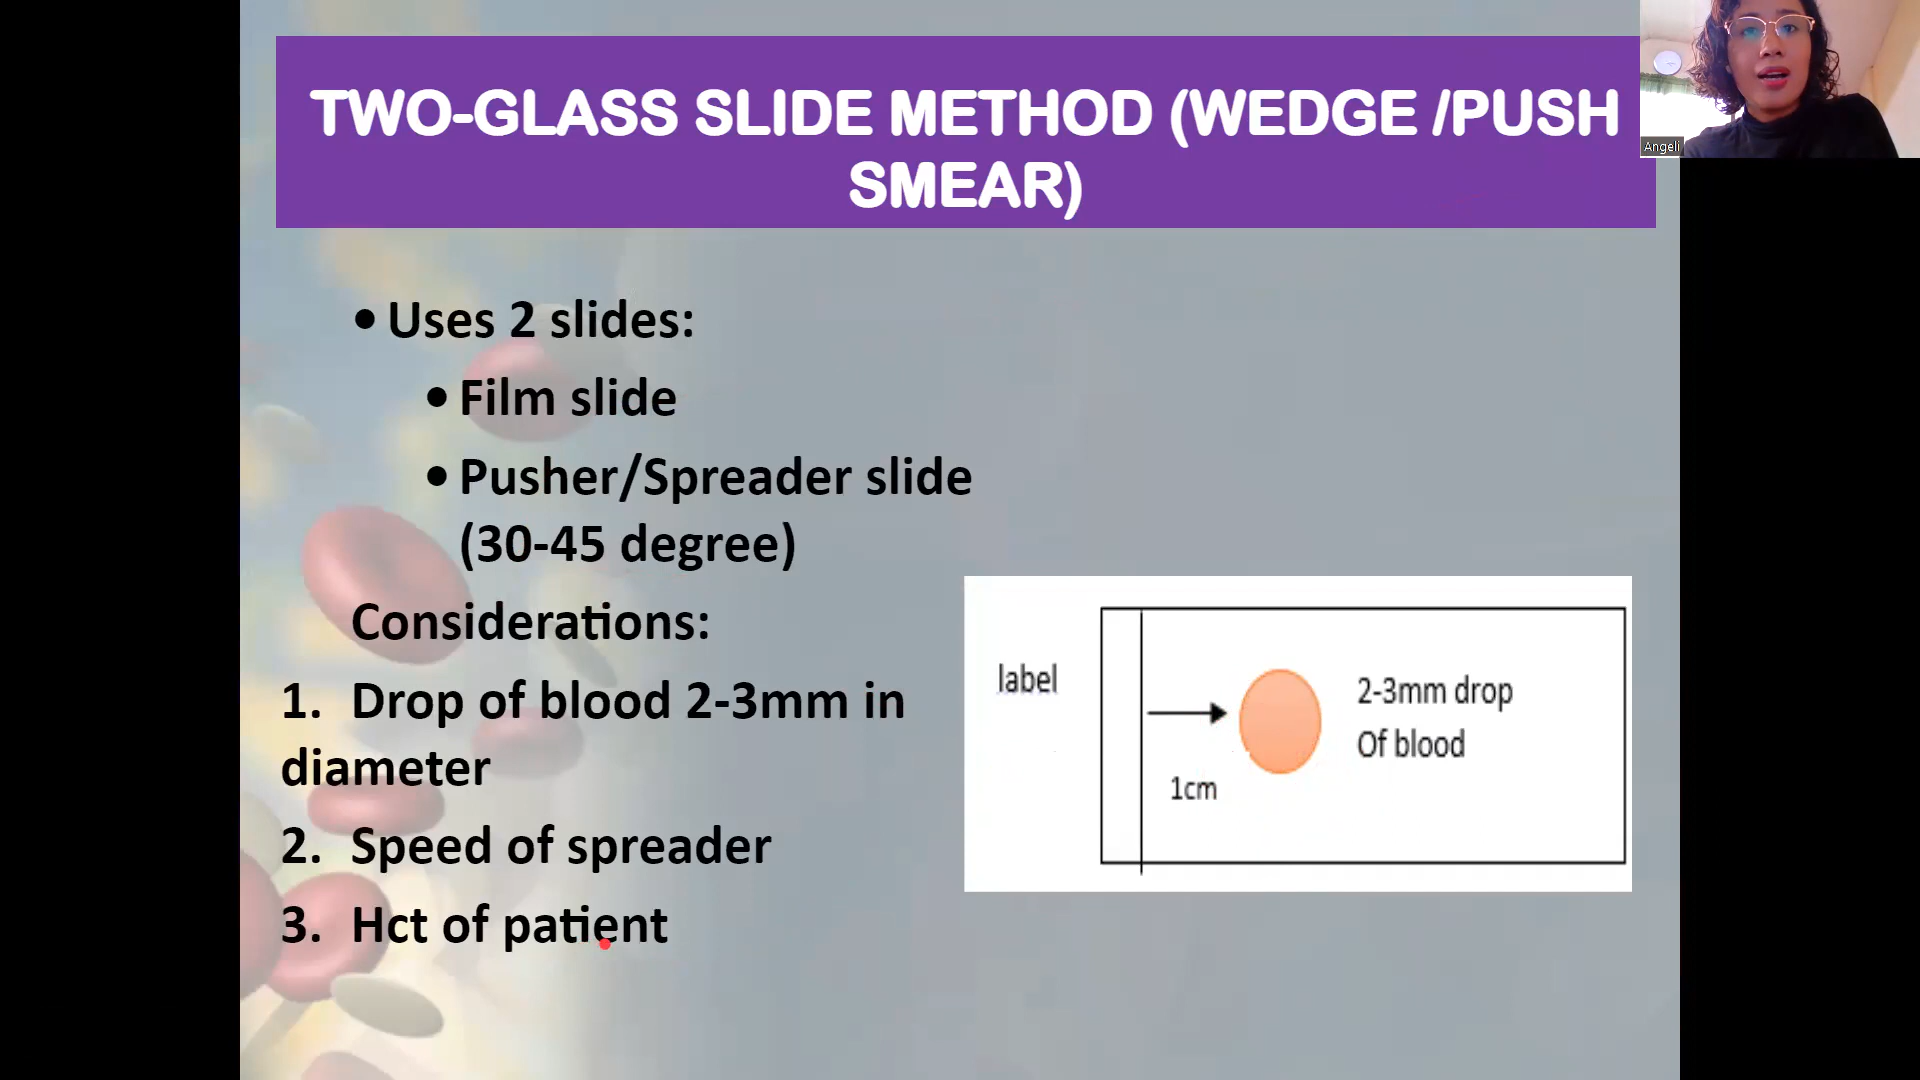 TWO-GLASS SLIDE METHOD (WEDGE /PUSH
SMEAR)
Angeli
• Uses 2 slides:
• Film slide
• Pusher/Spreader slide
(30-45 degree)
Considerations:
1. Drop of blood 2-3mm in
diameter
2. Speed of spreader
3. Hct of patient
label
2-3mm drop
Of blood
1cm